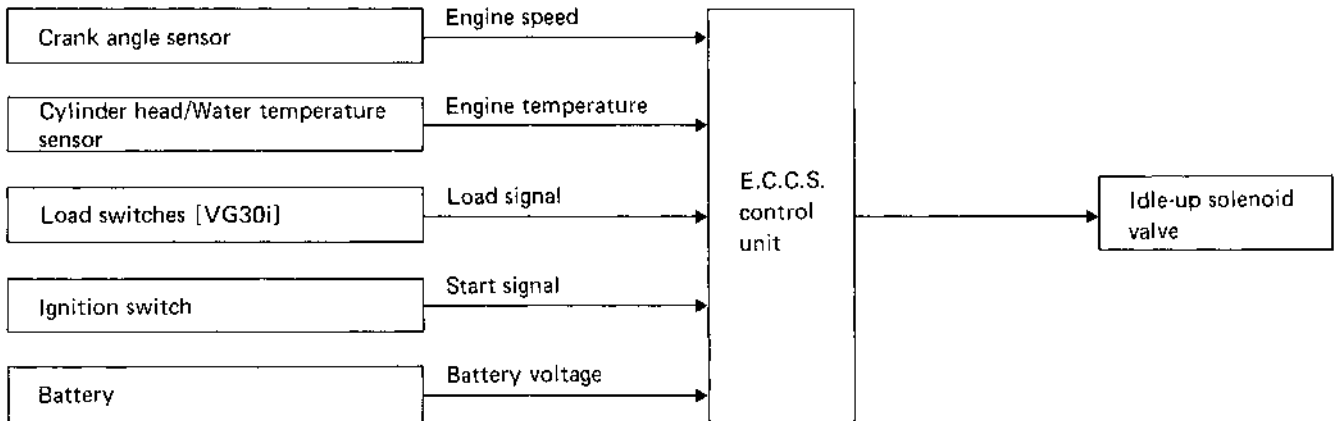 Crank angle sensor
Engine speed
Cylinder head/Water temperature
sensor
Engine temperature
Load switches [VG30i]
Load signal
Ignition switch
Start signal
Battery
Battery voltage
E.C.C.S.
control
unit
Idle-up solenoid
valve